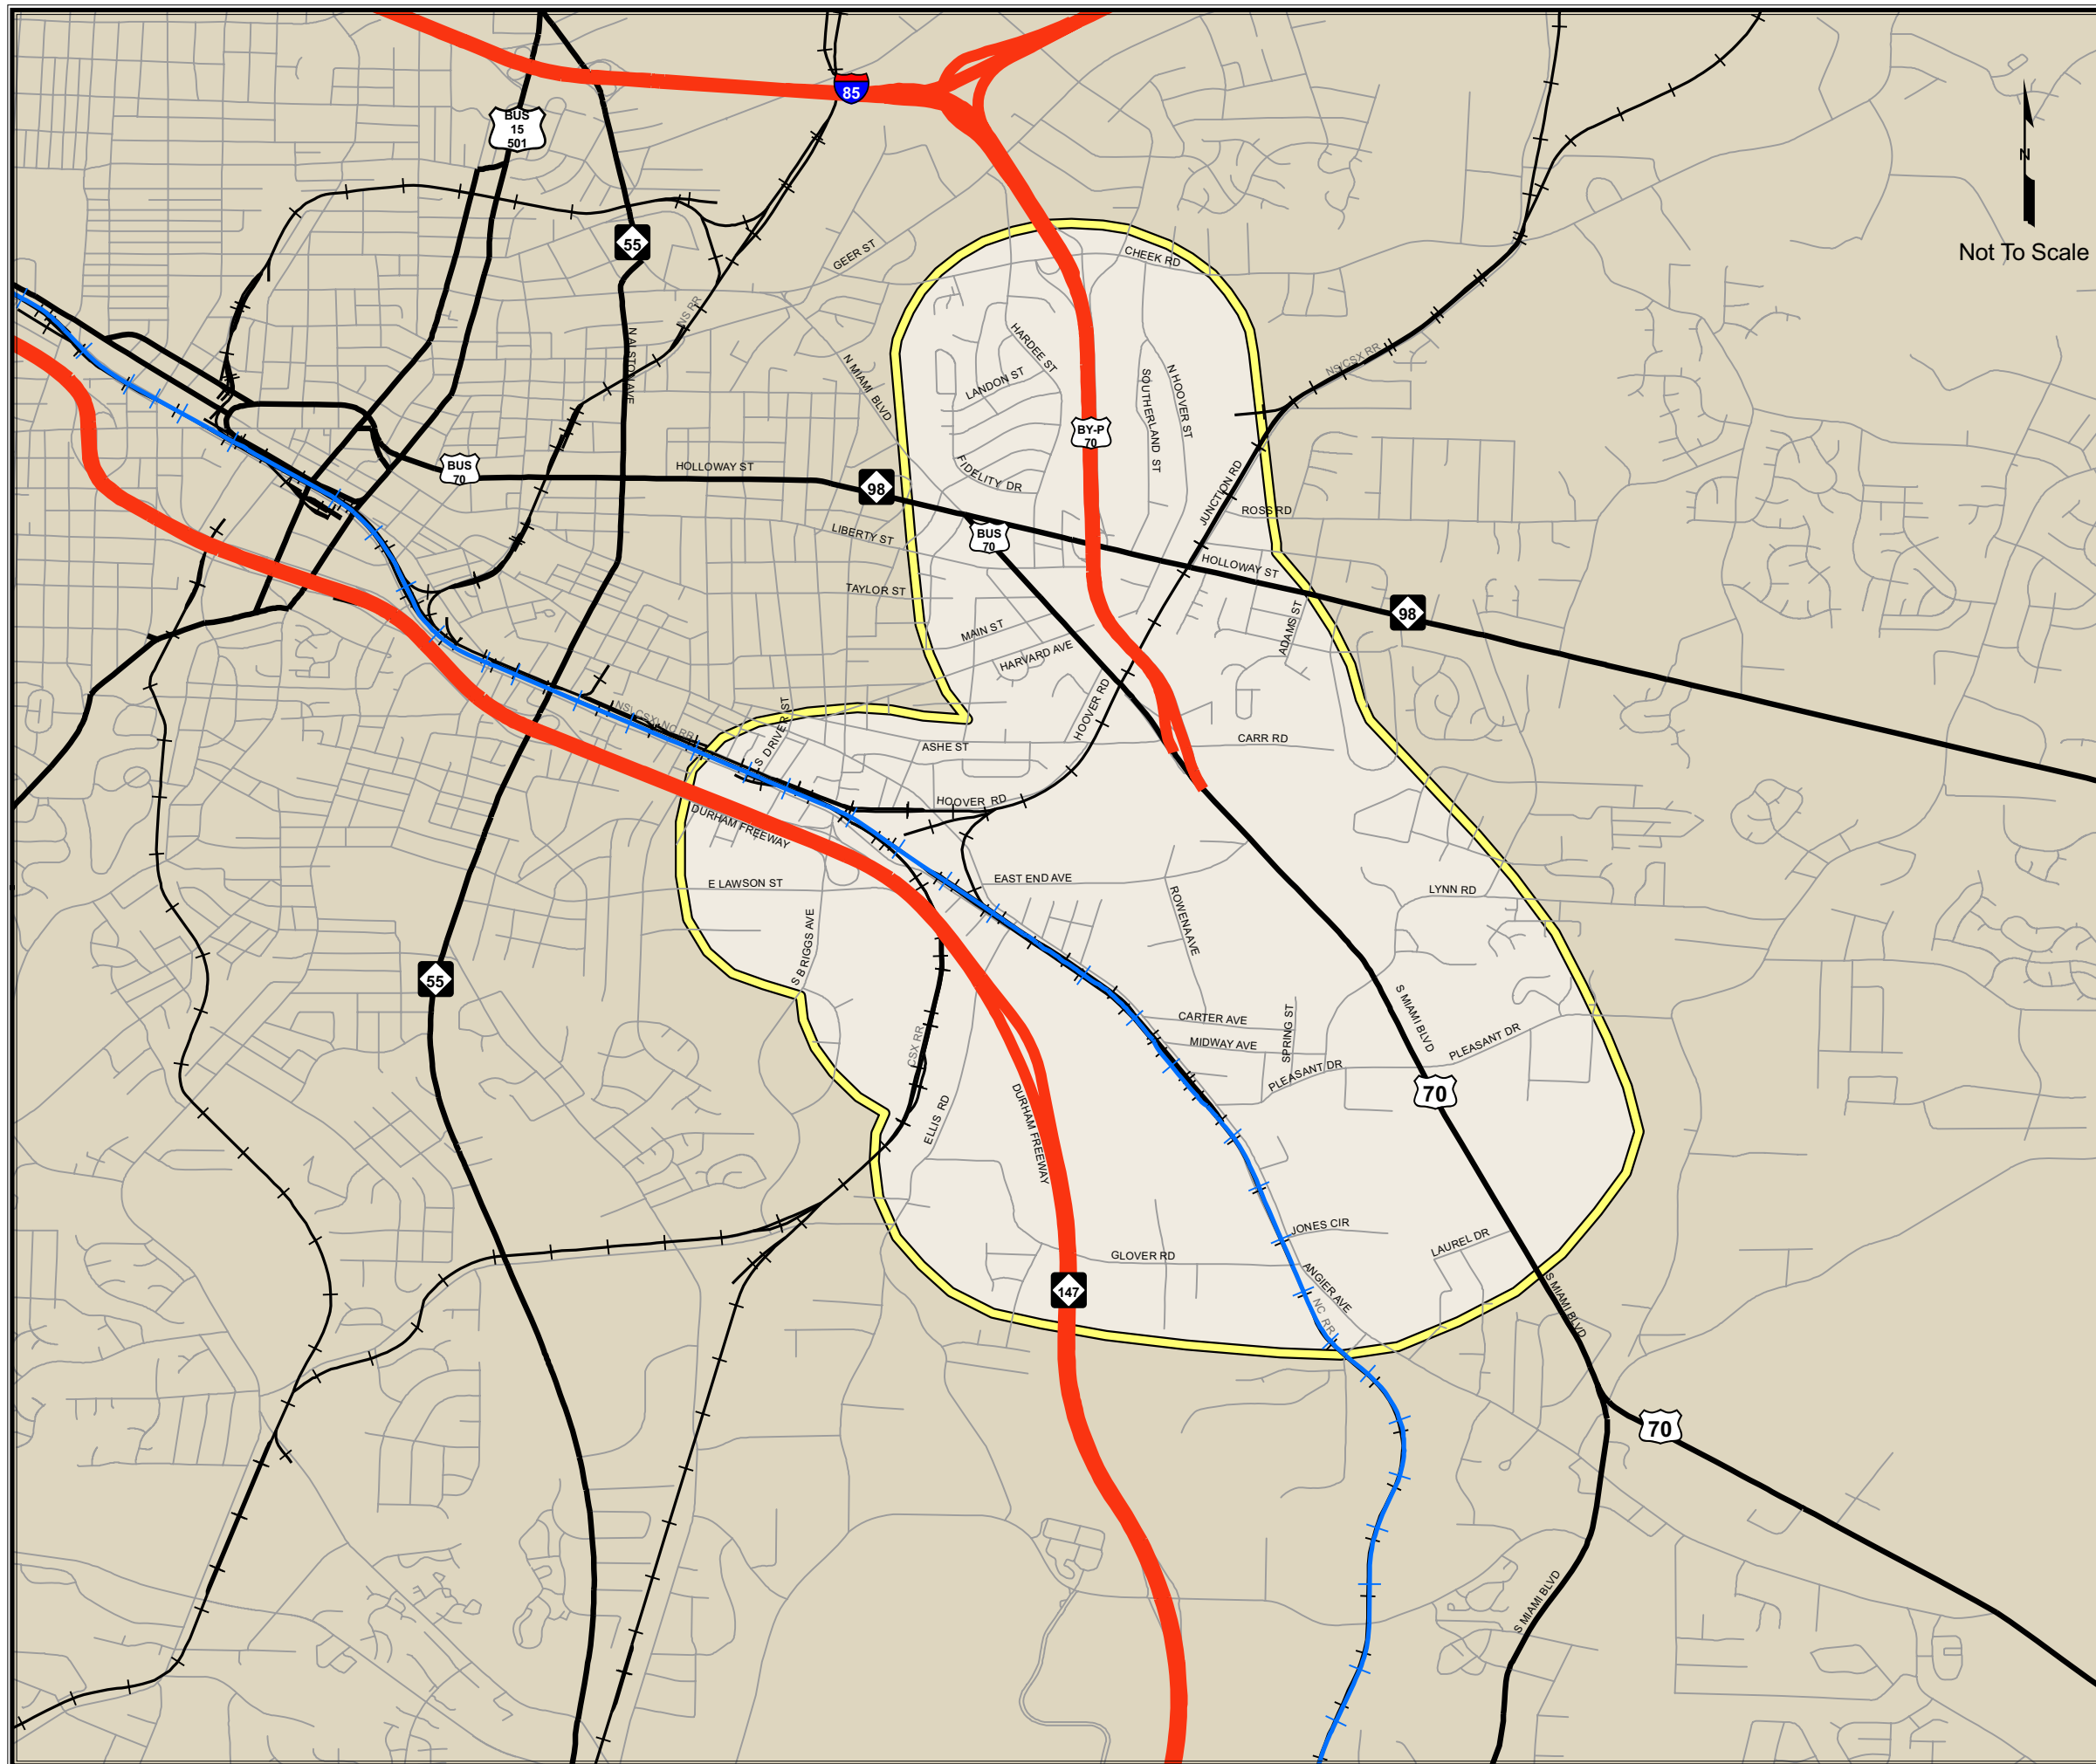 85
BUS
15
501
N
Not To Scale
55
GEER ST
CHEEK RD
NS RR
N ALSTON AVE
N MIAMI BLVD
HARDEE ST
LANDON ST
SOUTHERLAND ST
N HOOVER ST
NS/CSX RR
BY-P
70
BUS
70
HOLLOWAY ST
98
FIDELITY DR
JUNCTION RD
ROSS RD
LIBERTY ST
BUS
70
HOLLOWAY ST
TAYLOR ST
98
MAIN ST
HARVARD AVE
ADAMS ST
NS\ CSX\ NC RR
S DRIVER ST
HOOVER RD
ASHE ST
CARR RD
HOOVER RD
DURHAM FREEWAY
E LAWSON ST
EAST END AVE
LYNN RD
ROWENA AVE
S BRIGGS AVE
55
CARTER AVE
SPRING ST
S MIAMI BLVD
MIDWAY AVE
PLEASANT DR
PLEASANT DR
CSX RR
ELLIS RD
DURHAM FREEWAY
70
JONES CIR
LAUREL DR
GLOVER RD
ANGIER AVE
NC RR
S MIAMI BLVD
147
70
S MIAMI BLVD